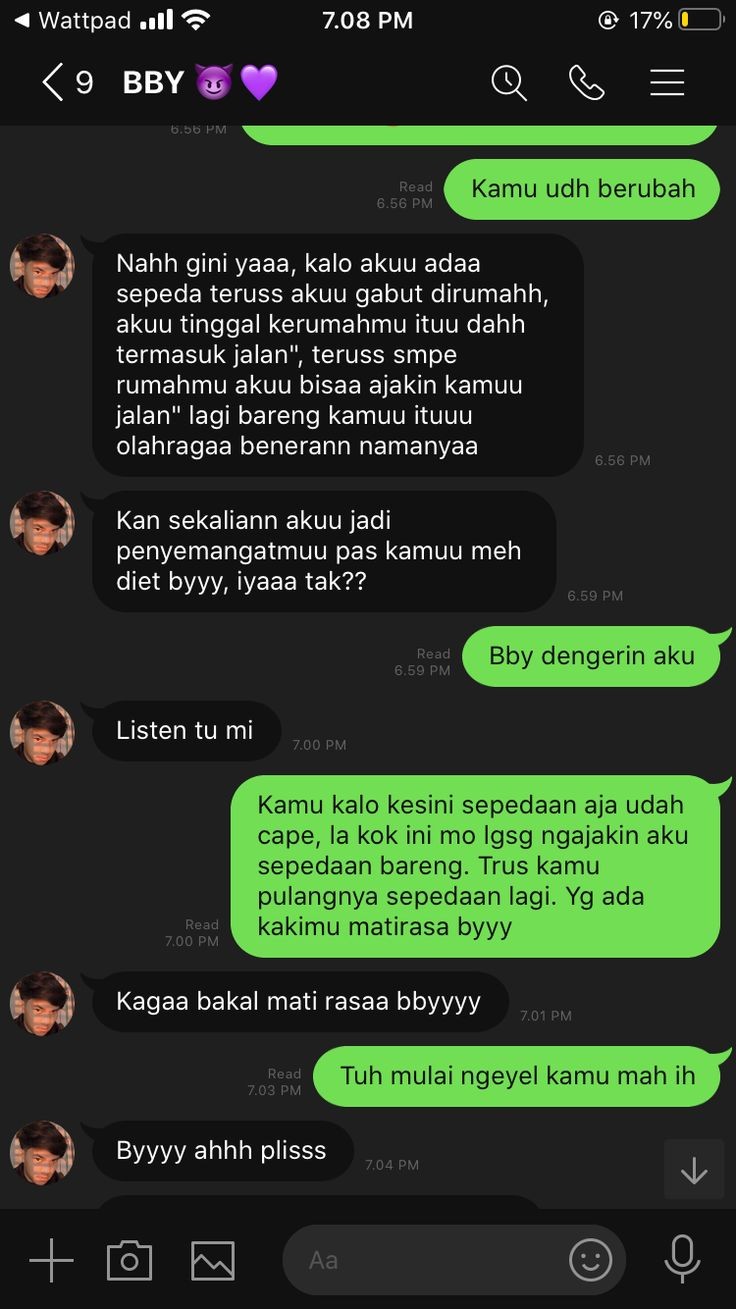 Wattpad 7.08 PM 17%
9 BBY 😈💜
6.56 PM
Kamu udh berubah
Read
6.56 PM
Nahh gini yaaa, kalo akuu adaa
sepeda teruss akuu gabut dirumahh,
akuu tinggal kerumahmu ituu dahh
termasuk jalan", teruss smpe
rumahmu akuu bisaa ajakin kamuu
jalan" lagi bareng kamuu ituuu
olahragaa benerann namanyaa
6.56 PM
Kan sekaliann akuu jadi
penyemangatmuu pas kamuu meh
diet byyy, iyaaa tak??
6.59 PM
Bby dengerin aku
Read
6.59 PM
Listen tu mi
7.00 PM
Kamu kalo kesini sepedaan aja udah
cape, la kok ini mo lgsg ngajakin aku
sepedaan bareng. Trus kamu
pulangnya sepedaan lagi. Yg ada
kakimu matirasa byyy
Read
7.00 PM
Kagaa bakal mati rasaa bbyyyy
7.01 PM
Tuh mulai ngeyel kamu mah ih
Read
7.03 PM
Byyyy ahhh plisss
7.04 PM
Aa